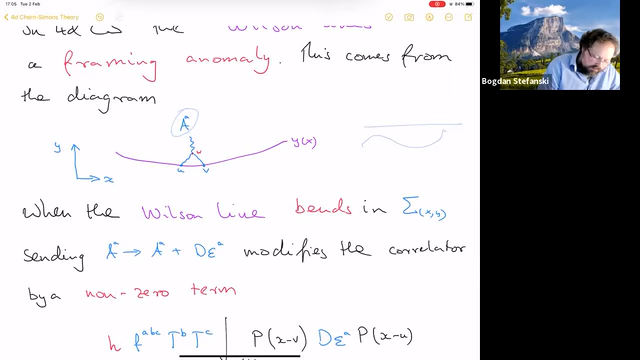 17:05 Tue 2 Feb
84%
4d Chern-Simons Theory
in 4d CS the Wilson lines
a framing anomaly. This comes from
the diagram
A^a
y
x
u
v
y(x)
When the Wilson line bends in Σ(x,y)
sending A^a → A^a + Dε^a modifies the correlator
by a non-zero term
ħ f^abc T^b T^c ∫ P(x-v) Dε^a P(x-u)
Bogdan Stefanski